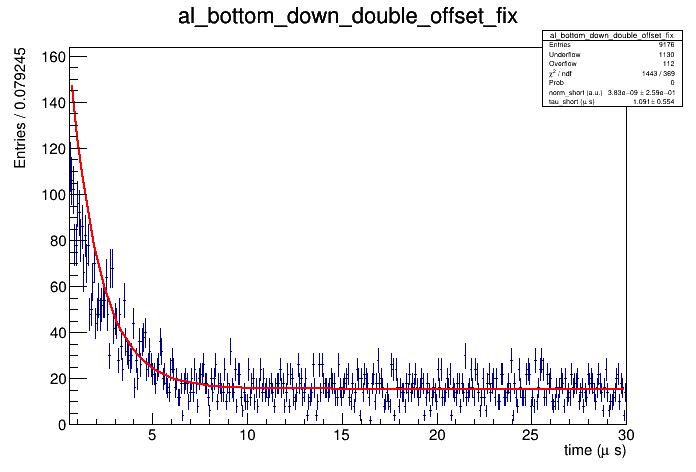 al_bottom_down_double_offset_fix
al_bottom_down_double_offset_fix
Entries 9176
Underflow 1130
Overflow 112
χ² / ndf 1443 / 369
Prob 0
norm_short (a.u.) 3.83e−09 ± 2.59e−01
tau_short (μ s) 1.091 ± 0.554
Entries / 0.079245
160
140
120
100
80
60
40
20
0
5 10 15 20 25 30
time (μ s)